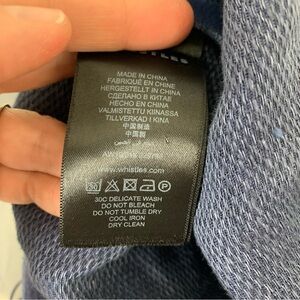 MADE IN CHINA
FABRIQUÉ EN CHINE
HERGESTELLT IN CHINA
СДЕЛАНО В КИТАЕ
HECHO EN CHINA
VALMISTETTU KIINASSA
TILLVERKAD I KINA
中国制造
中国製
www.whistles.com
30C DELICATE WASH
DO NOT BLEACH
DO NOT TUMBLE DRY
COOL IRON
DRY CLEAN